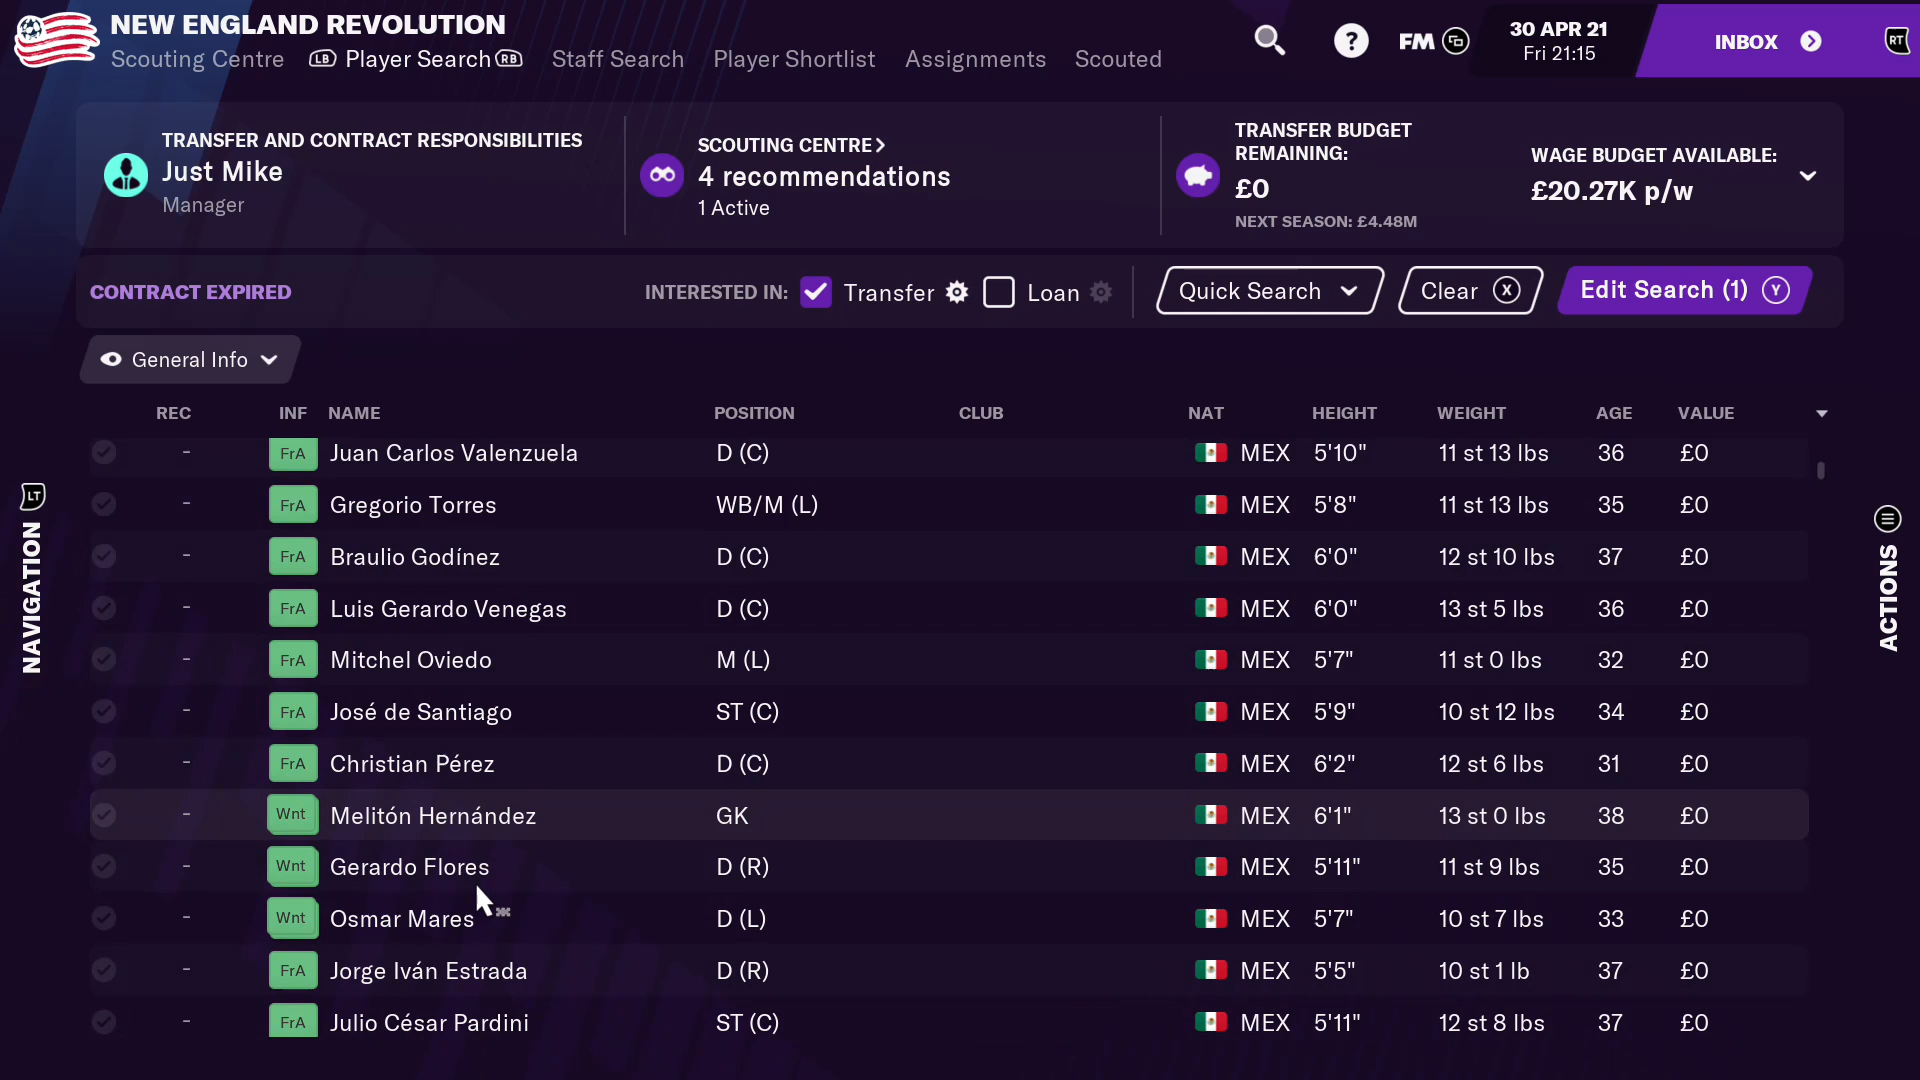 NEW ENGLAND REVOLUTION
Scouting Centre LB Player Search RB Staff Search Player Shortlist Assignments Scouted
? FM 30 APR 21 Fri 21:15 INBOX RT
TRANSFER AND CONTRACT RESPONSIBILITIES
Just Mike
Manager
SCOUTING CENTRE
4 recommendations
1 Active
TRANSFER BUDGET
REMAINING:
£0
NEXT SEASON: £4.48M
WAGE BUDGET AVAILABLE:
£20.27K p/w
CONTRACT EXPIRED INTERESTED IN: Transfer Loan Quick Search Clear X Edit Search (1) Y
General Info
REC INF NAME POSITION CLUB NAT HEIGHT WEIGHT AGE VALUE
- FrA Juan Carlos Valenzuela D (C) MEX 5'10" 11 st 13 lbs 36 £0
- FrA Gregorio Torres WB/M (L) MEX 5'8" 11 st 13 lbs 35 £0
- FrA Braulio Godínez D (C) MEX 6'0" 12 st 10 lbs 37 £0
- FrA Luis Gerardo Venegas D (C) MEX 6'0" 13 st 5 lbs 36 £0
- FrA Mitchel Oviedo M (L) MEX 5'7" 11 st 0 lbs 32 £0
- FrA José de Santiago ST (C) MEX 5'9" 10 st 12 lbs 34 £0
- FrA Christian Pérez D (C) MEX 6'2" 12 st 6 lbs 31 £0
- Wnt Melitón Hernández GK MEX 6'1" 13 st 0 lbs 38 £0
- Wnt Gerardo Flores D (R) MEX 5'11" 11 st 9 lbs 35 £0
- Wnt Osmar Mares D (L) MEX 5'7" 10 st 7 lbs 33 £0
- FrA Jorge Iván Estrada D (R) MEX 5'5" 10 st 1 lb 37 £0
- FrA Julio César Pardini ST (C) MEX 5'11" 12 st 8 lbs 37 £0
LT
NAVIGATION
ACTIONS